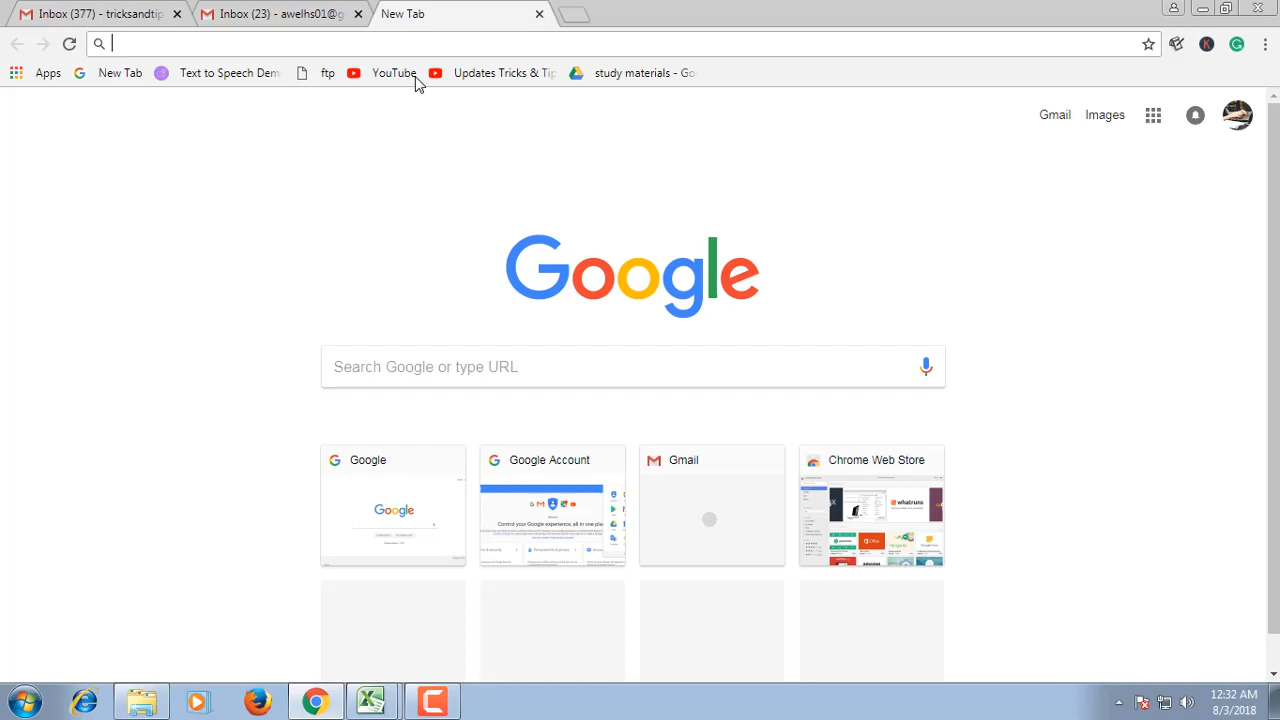 Inbox (377) - tricksandtip
Inbox (23) - awelhs01@g
New Tab
Apps
New Tab
Text to Speech Dem
ftp
YouTube
Updates Tricks & Tip
study materials - Go
Gmail
Images
Google
Search Google or type URL
Google
Google Account
Gmail
Chrome Web Store
Google
Control your Google experience, all in one pla
whatruns
12:32 AM
8/3/2018